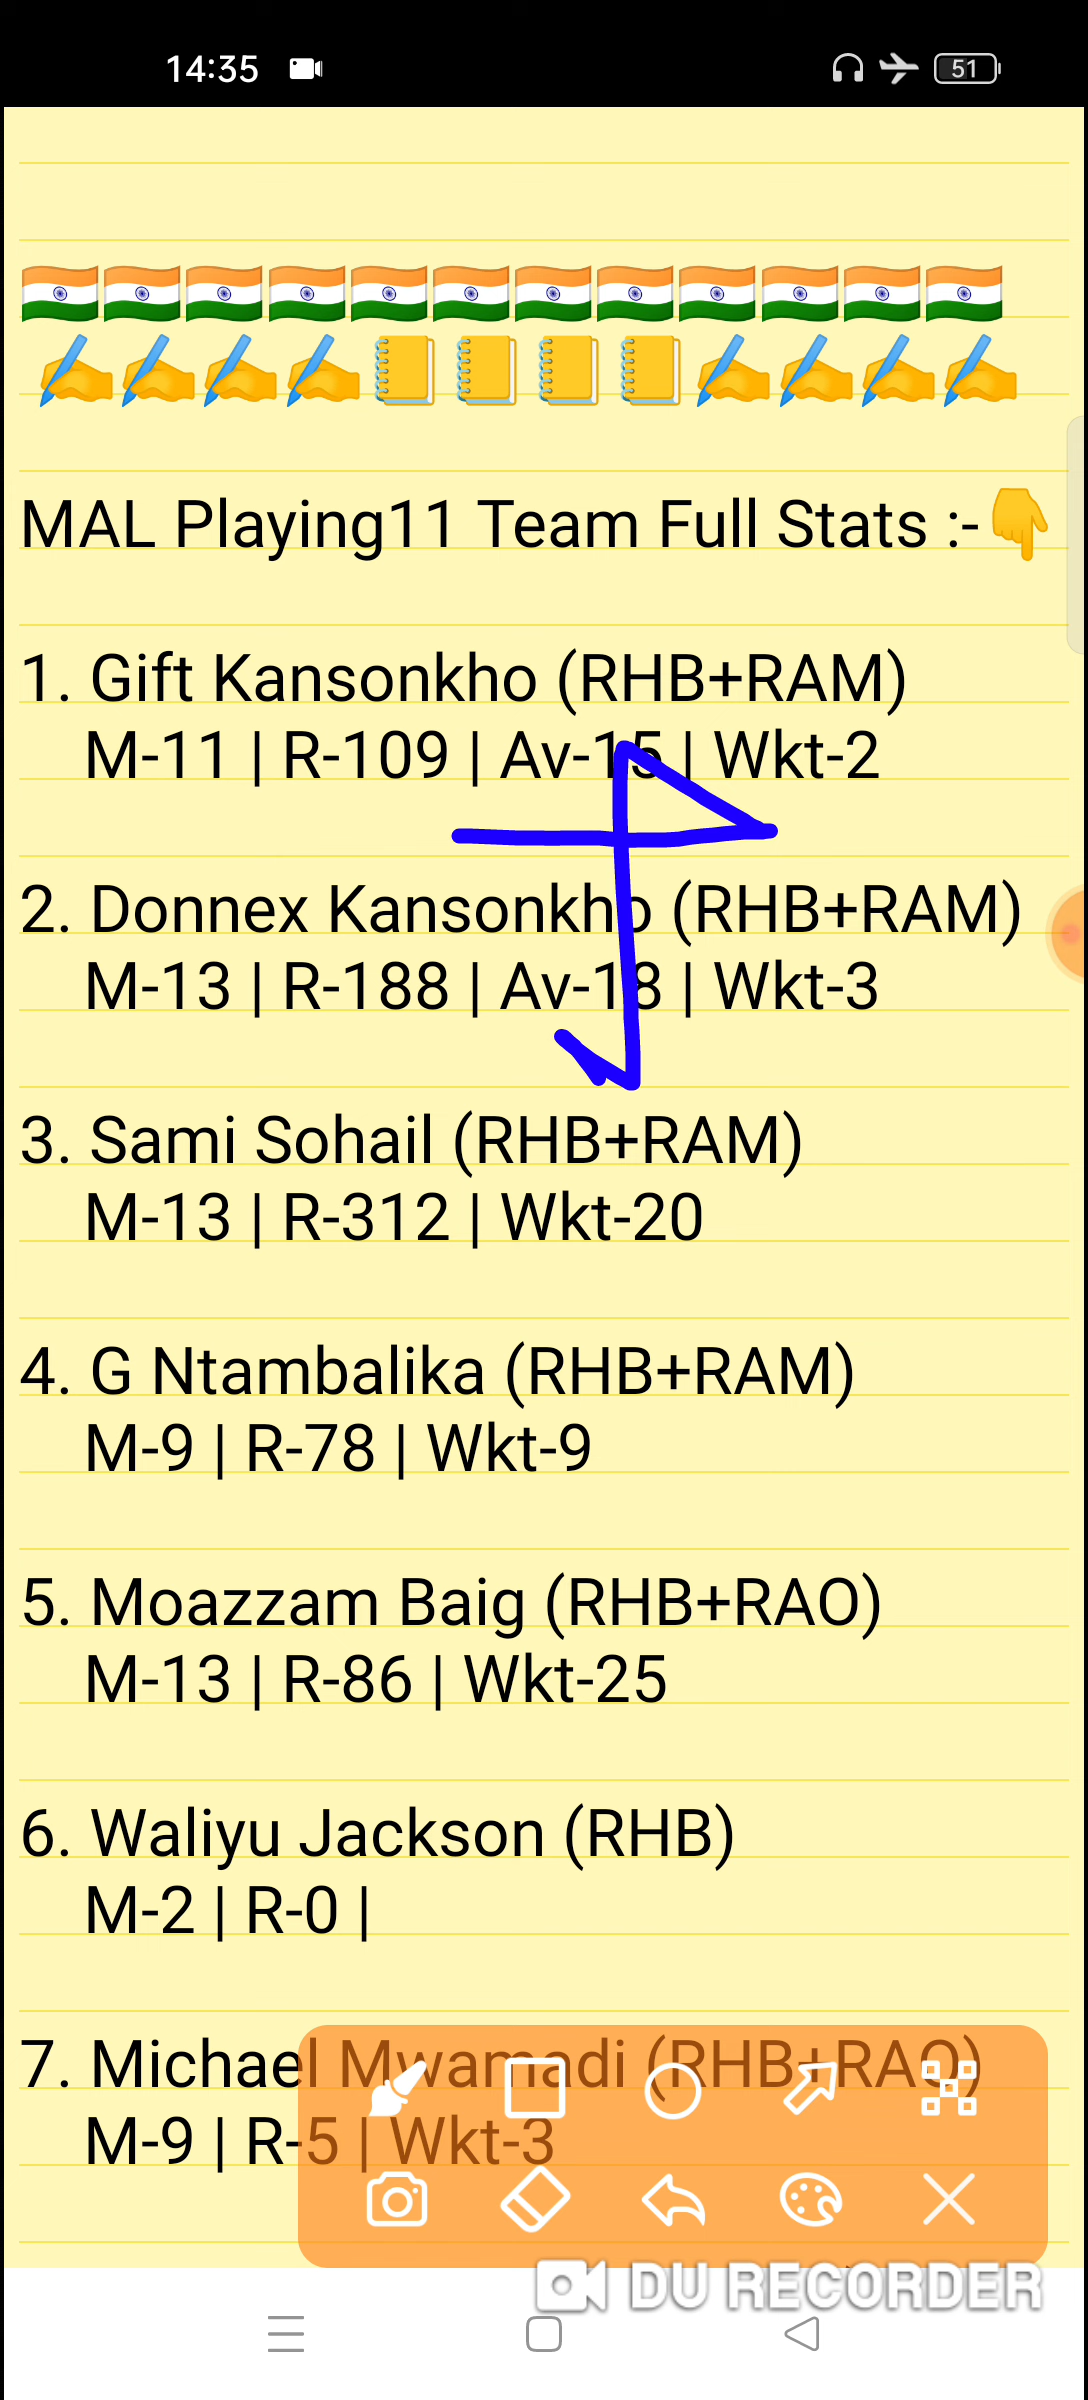 14:35
51
MAL Playing11 Team Full Stats :-👇
1. Gift Kansonkho (RHB+RAM)
M-11 | R-109 | Av-15 | Wkt-2
2. Donnex Kansonkho (RHB+RAM)
M-13 | R-188 | Av-18 | Wkt-3
3. Sami Sohail (RHB+RAM)
M-13 | R-312 | Wkt-20
4. G Ntambalika (RHB+RAM)
M-9 | R-78 | Wkt-9
5. Moazzam Baig (RHB+RAO)
M-13 | R-86 | Wkt-25
6. Waliyu Jackson (RHB)
M-2 | R-0 |
7. Michael Mwamadi (RHB+RAO)
M-9 | R-5 | Wkt-3
DU RECORDER